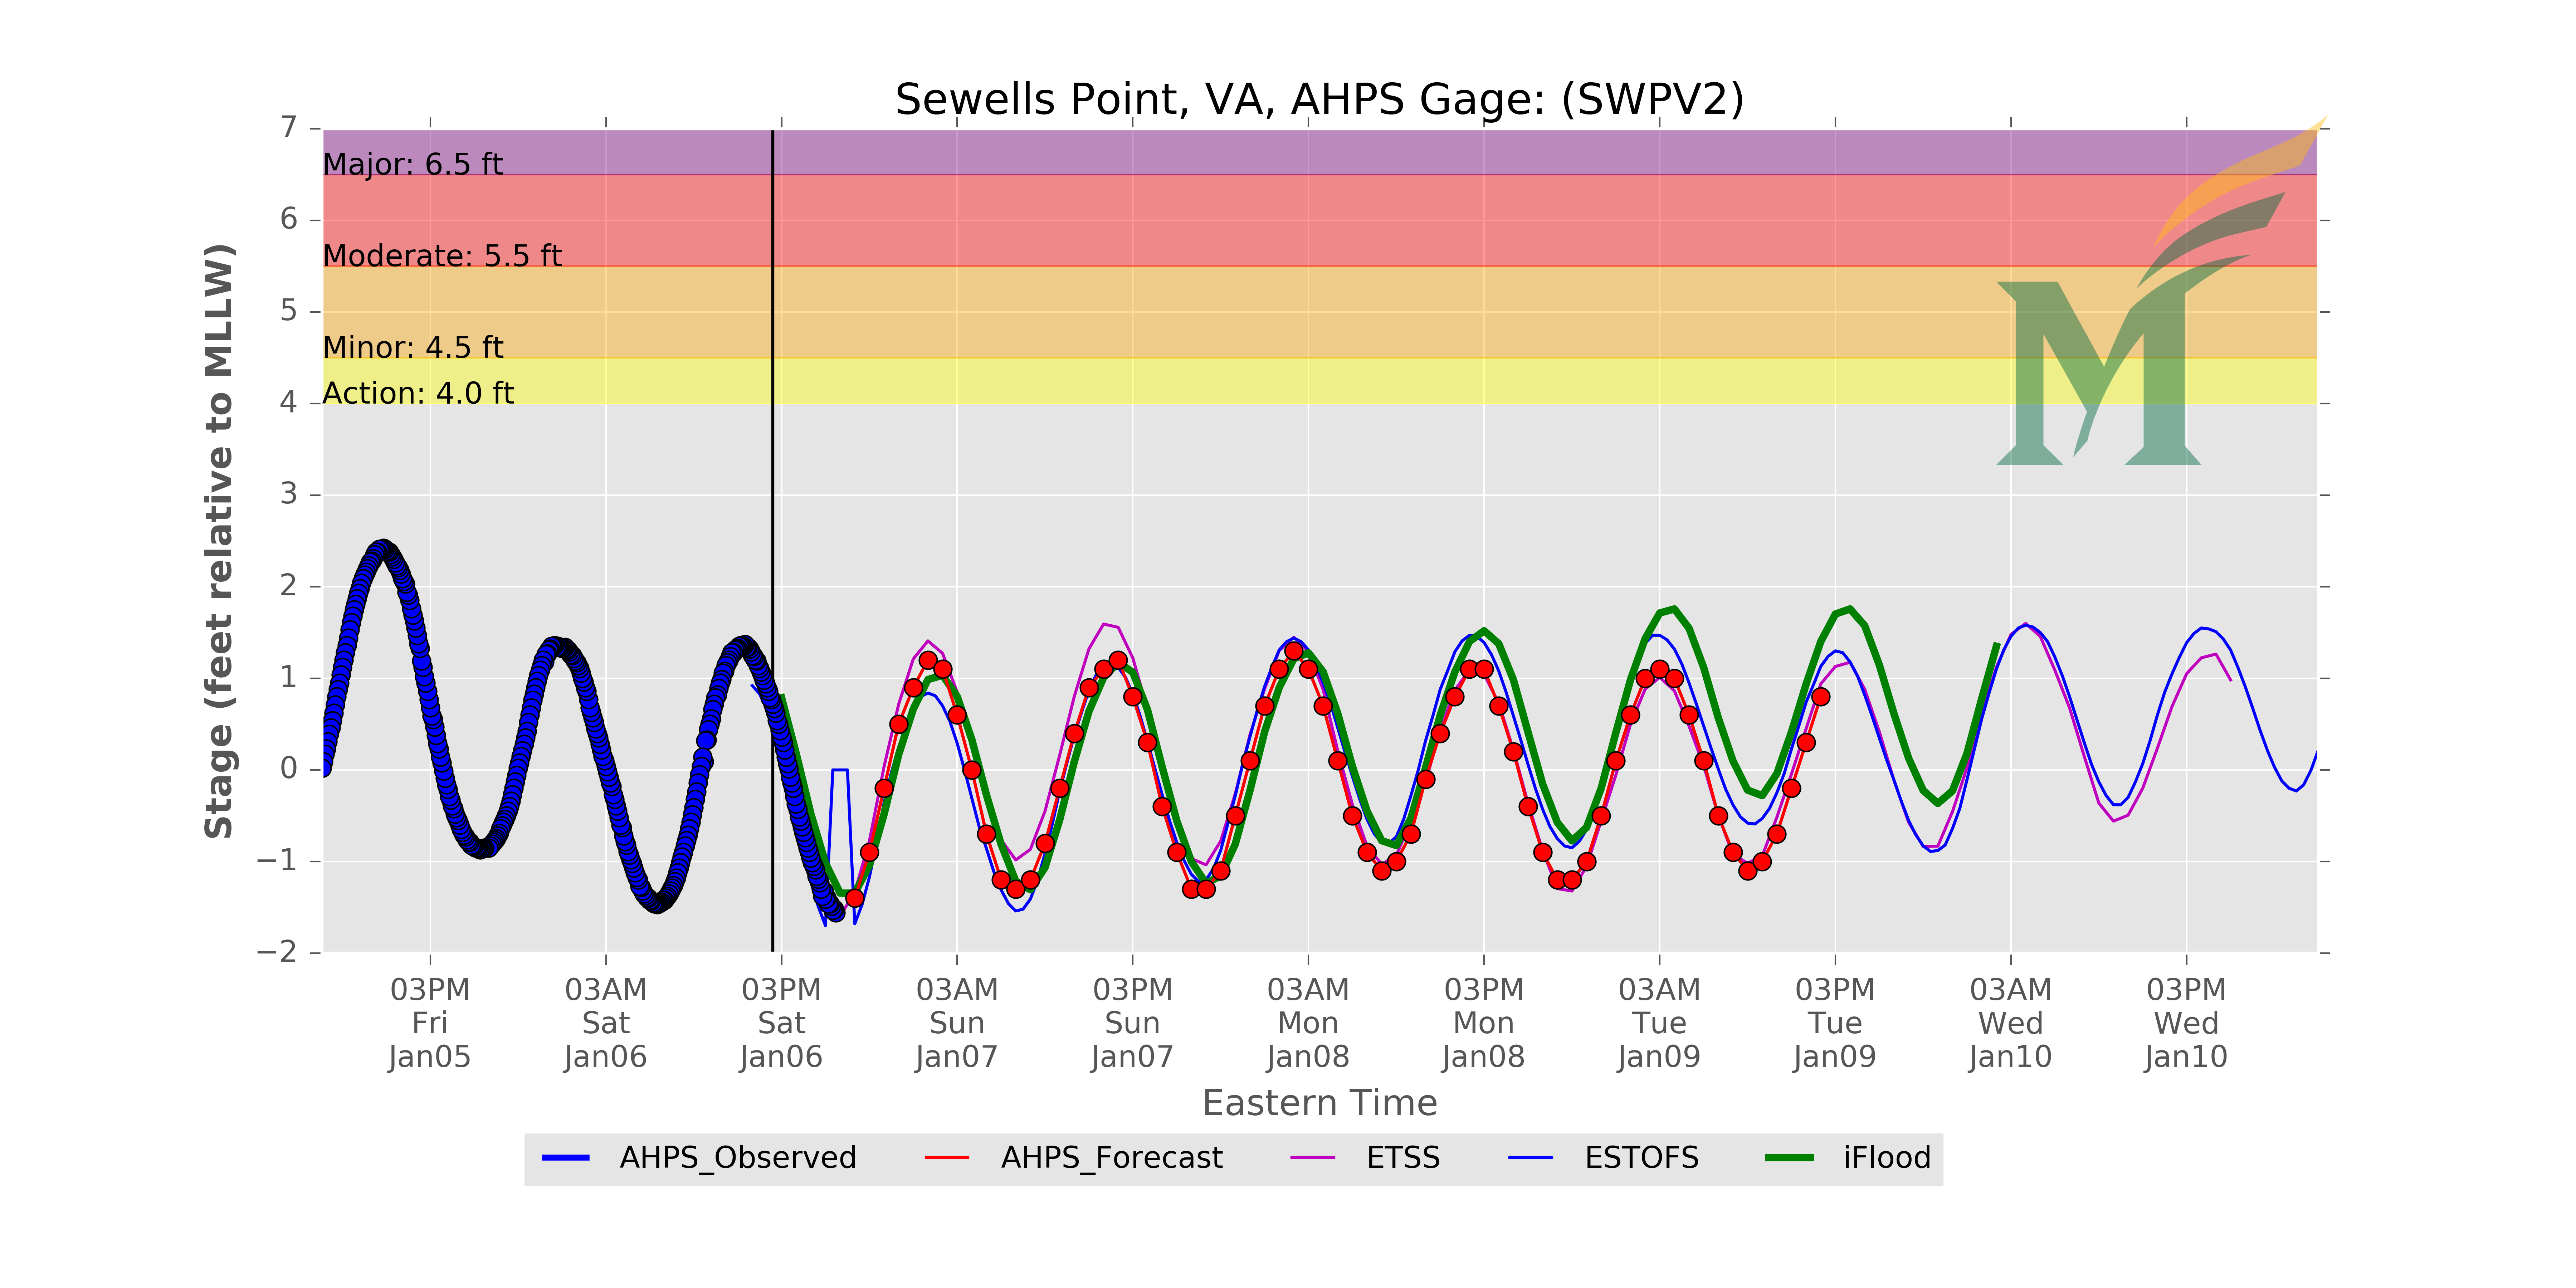 Sewells Point, VA, AHPS Gage: (SWPV2)
Stage (feet relative to MLLW)
7
6
5
4
3
2
1
0
−1
−2
Major: 6.5 ft
Moderate: 5.5 ft
Minor: 4.5 ft
Action: 4.0 ft
M
03PM 03AM 03PM 03AM 03PM 03AM 03PM 03AM 03PM 03AM 03PM
Fri Sat Sat Sun Sun Mon Mon Tue Tue Wed Wed
Jan05 Jan06 Jan06 Jan07 Jan07 Jan08 Jan08 Jan09 Jan09 Jan10 Jan10
Eastern Time
AHPS_Observed AHPS_Forecast ETSS ESTOFS iFlood